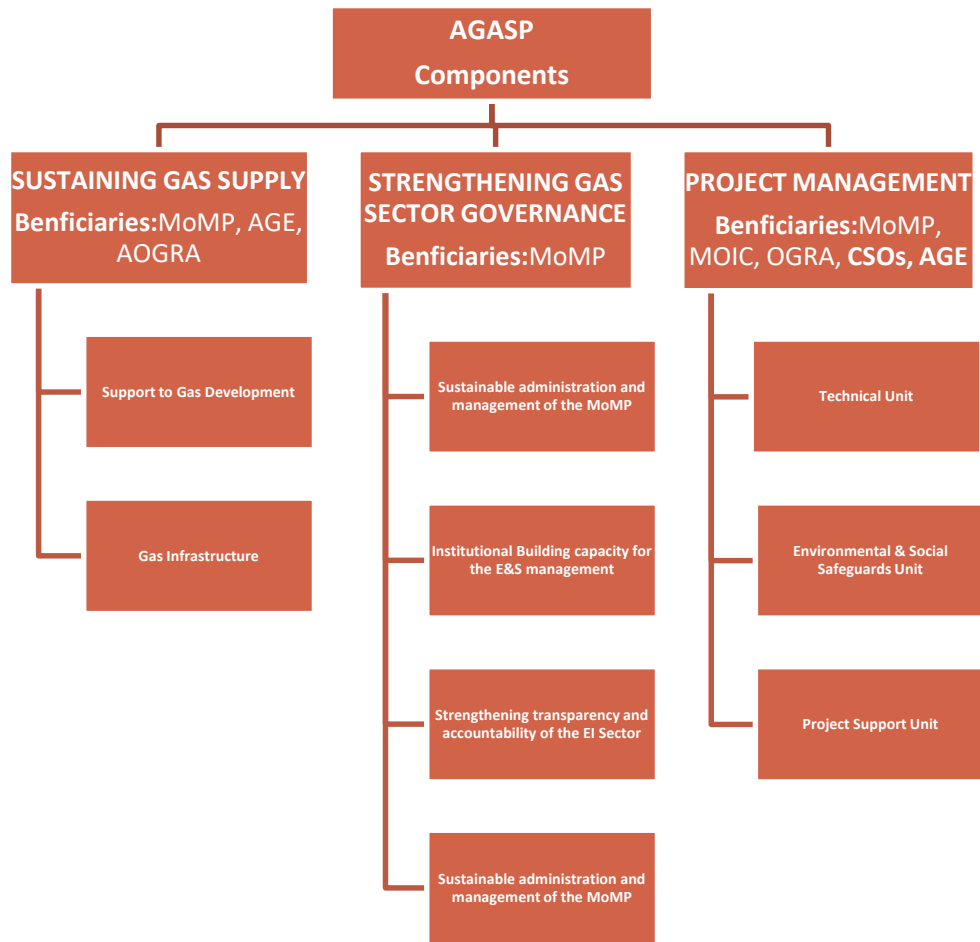 AGASP
Components
SUSTAINING GAS SUPPLY
Benficiaries:MoMP, AGE,
AOGRA
Support to Gas Development
Gas Infrastructure
STRENGTHENING GAS
SECTOR GOVERNANCE
Benficiaries:MoMP
Sustainable administration and
management of the MoMP
Institutional Building capacity for
the E&S management
Strengthening transparency and
accountability of the EI Sector
Sustainable administration and
management of the MoMP
PROJECT MANAGEMENT
Benficiaries:MoMP,
MOIC, OGRA, CSOs, AGE
Technical Unit
Environmental & Social
Safeguards Unit
Project Support Unit